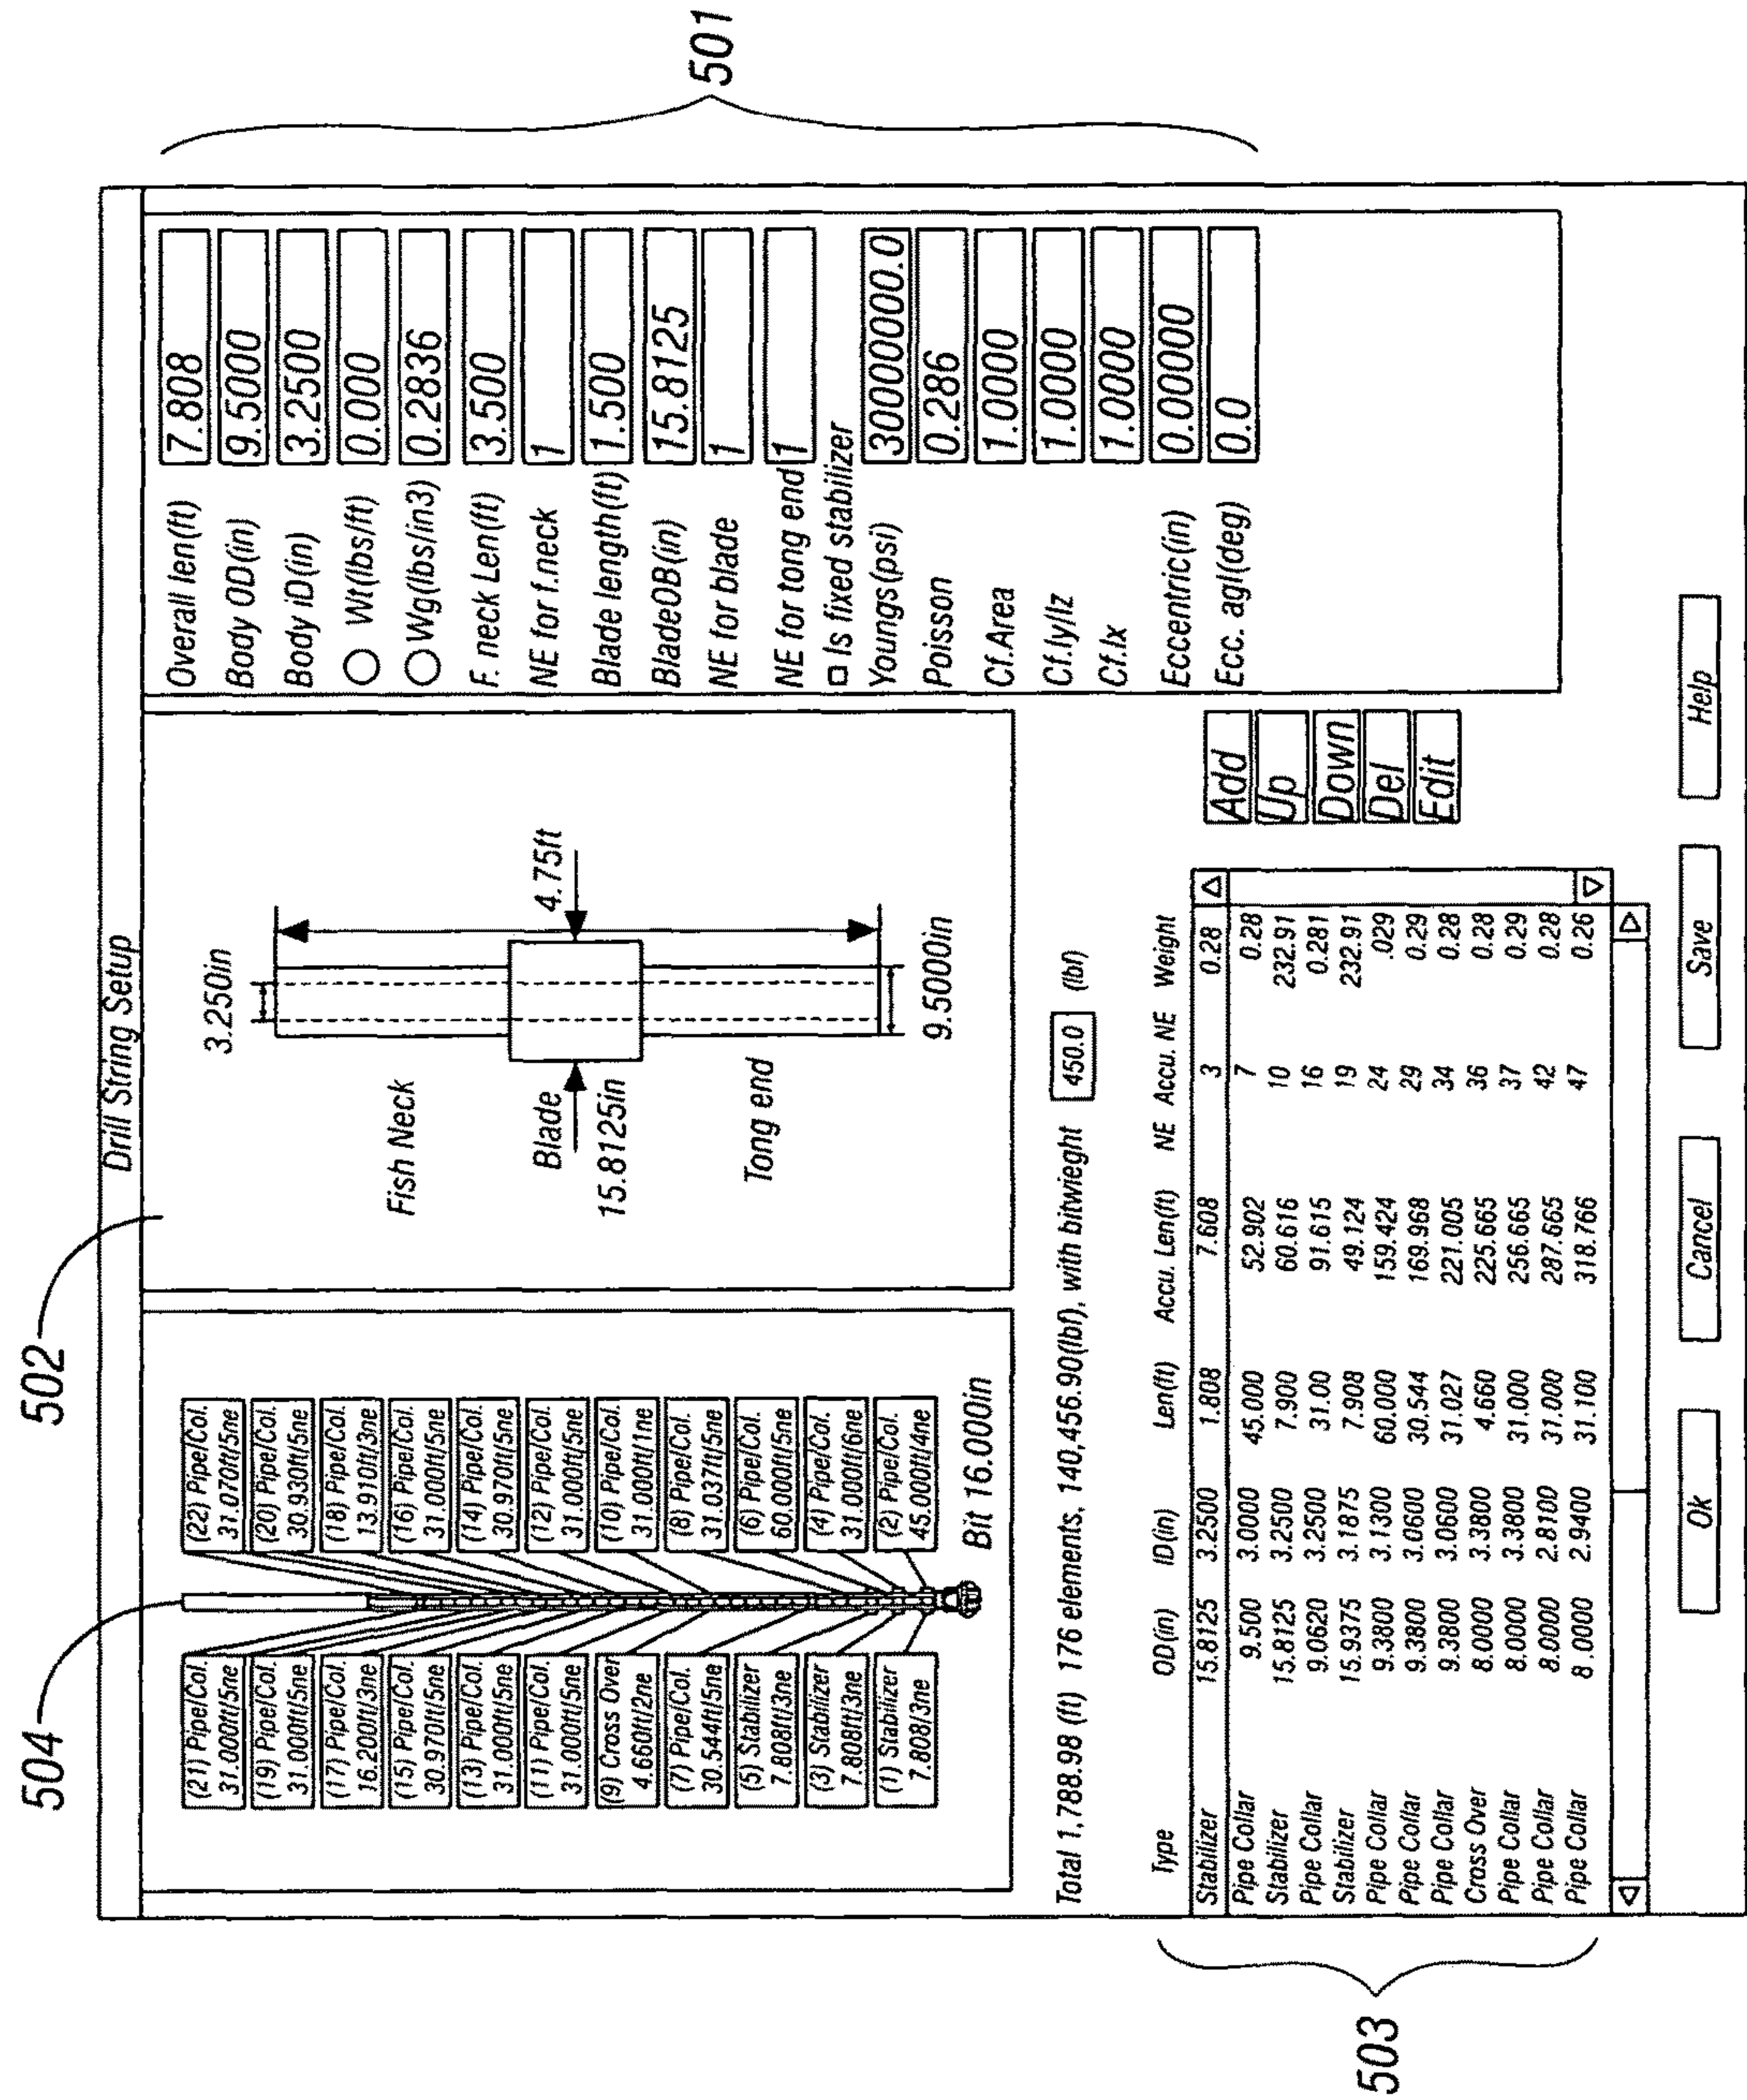 504
502
501
503
Drill String Setup
(21) Pipe/Col.
31.000ft/5ne
(19) Pipe/Col.
31.000ft/5ne
(17) Pipe/Col.
16.200ft/3ne
(15) Pipe/Col.
30.970ft/5ne
(13) Pipe/Col.
31.000ft/5ne
(11) Pipe/Col.
31.000ft/5ne
(9) Cross Over
4.660ft/2ne
(7) Pipe/Col.
30.544ft/5ne
(5) Stabilizer
7.808ft/3ne
(3) Stabilizer
7.808ft/3ne
(1) Stabilizer
7.808/3ne
(22) Pipe/Col.
31.070ft/5ne
(20) Pipe/Col.
30.930ft/5ne
(18) Pipe/Col.
13.910ft/3ne
(16) Pipe/Col.
31.000ft/5ne
(14) Pipe/Col.
30.970ft/5ne
(12) Pipe/Col.
31.000ft/5ne
(10) Pipe/Col.
31.000ft/1ne
(8) Pipe/Col.
31.037ft/5ne
(6) Pipe/Col.
60.000ft/5ne
(4) Pipe/Col.
31.000ft/6ne
(2) Pipe/Col.
45.000ft/4ne
Bit 16.000in
3.250in
Fish Neck
Blade
4.75ft
15.8125in
Tong end
9.5000in
Overall len(ft) 7.808
Body OD(in) 9.5000
Body iD(in) 3.2500
Wt(lbs/ft) 0.000
Wg(lbs/in3) 0.2836
F. neck Len(ft) 3.500
NE for f.neck 1
Blade length(ft) 1.500
BladeOB(in) 15.8125
NE for blade 1
NE for tong end 1
Is fixed stabilizer
Youngs(psi) 30000000.0
Poisson 0.286
Cf.Area 1.0000
Cf.Iy/Iz 1.0000
Cf.Ix 1.0000
Eccentric(in) 0.00000
Ecc. agl(deg) 0.0
Total 1,788.98 (ft) 176 elements, 140,456.90(lbf), with bitwieght 450.0 (lbf)
Type OD(in) ID(in) Len(ft) Accu. Len(ft) NE Accu. NE Weight
Stabilizer 15.8125 3.2500 1.808 7.608 3 0.28
Pipe Collar 9.500 3.0000 45.000 52.902 7 0.28
Stabilizer 15.8125 3.2500 7.900 60.616 10 232.91
Pipe Collar 9.0620 3.2500 31.00 91.615 16 0.281
Stabilizer 15.9375 3.1875 7.908 49.124 19 232.91
Pipe Collar 9.3800 3.1300 60.000 159.424 24 .029
Pipe Collar 9.3800 3.0600 30.544 169.968 29 0.29
Pipe Collar 9.3800 3.0600 31.027 221.005 34 0.28
Cross Over 8.0000 3.3800 4.660 225.665 36 0.28
Pipe Collar 8.0000 3.3800 31.000 256.665 37 0.29
Pipe Collar 8.0000 2.8100 31.000 287.665 42 0.28
Pipe Collar 8.0000 2.9400 31.100 318.766 47 0.26
Add
Up
Down
Del
Edit
Ok Cancel Save Help